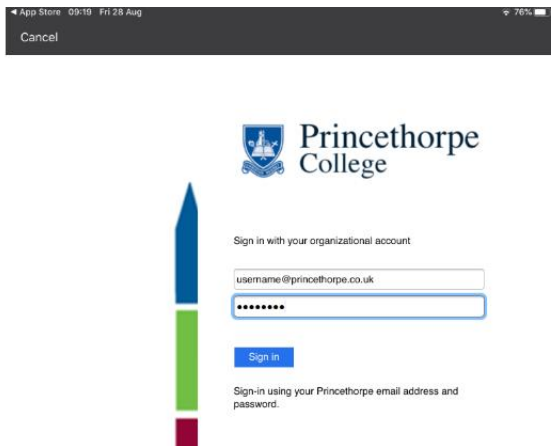 ◄ App Store 09:19 Fri 28 Aug 76%
Cancel
Princethorpe
College
Sign in with your organizational account
username@princethorpe.co.uk
••••••••
Sign in
Sign-in using your Princethorpe email address and
password.